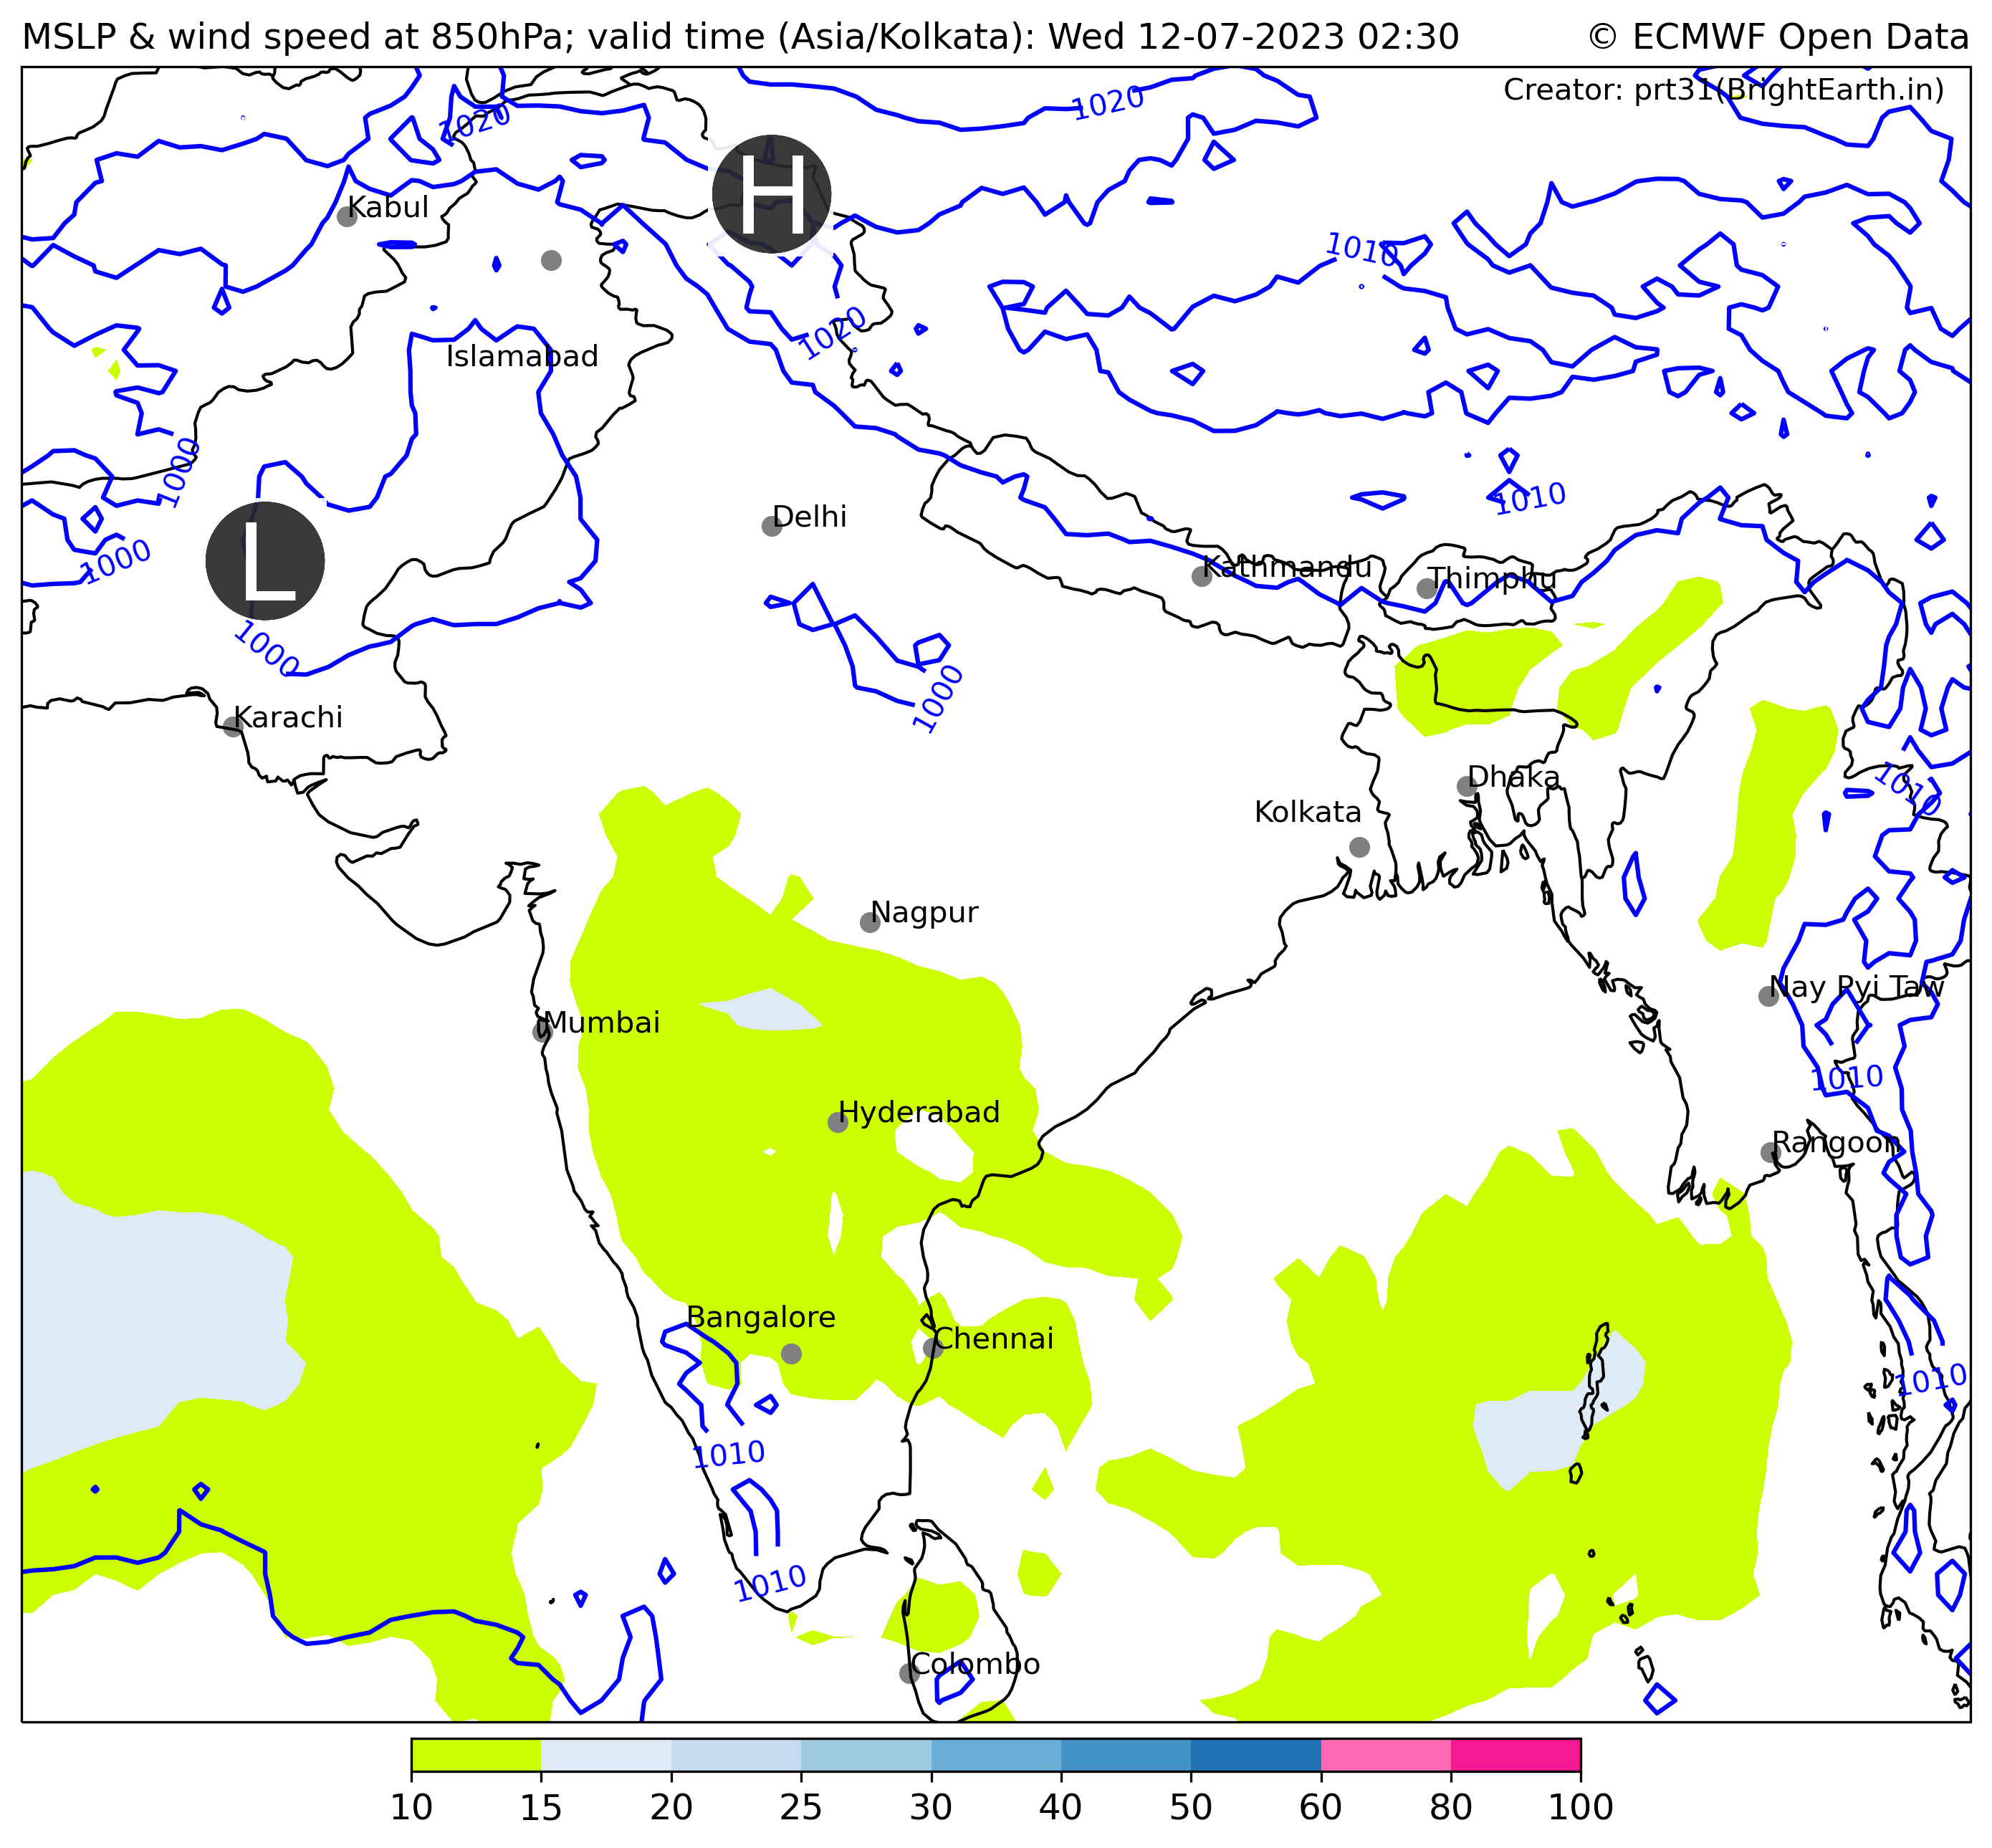 MSLP & wind speed at 850hPa; valid time (Asia/Kolkata): Wed 12-07-2023 02:30
© ECMWF Open Data
Creator: prt31(BrightEarth.in)
1020
1020
H
Kabul
1010
1020
Islamabad
1000
1010
Delhi
L
1000
Kathmandu
Thimphu
1000
1000
Karachi
Dhaka
1010
Kolkata
Nagpur
Nay Pyi Taw
Mumbai
1010
Hyderabad
Rangoon
Bangalore
Chennai
1010
1010
1010
Colombo
10 15 20 25 30 40 50 60 80 100